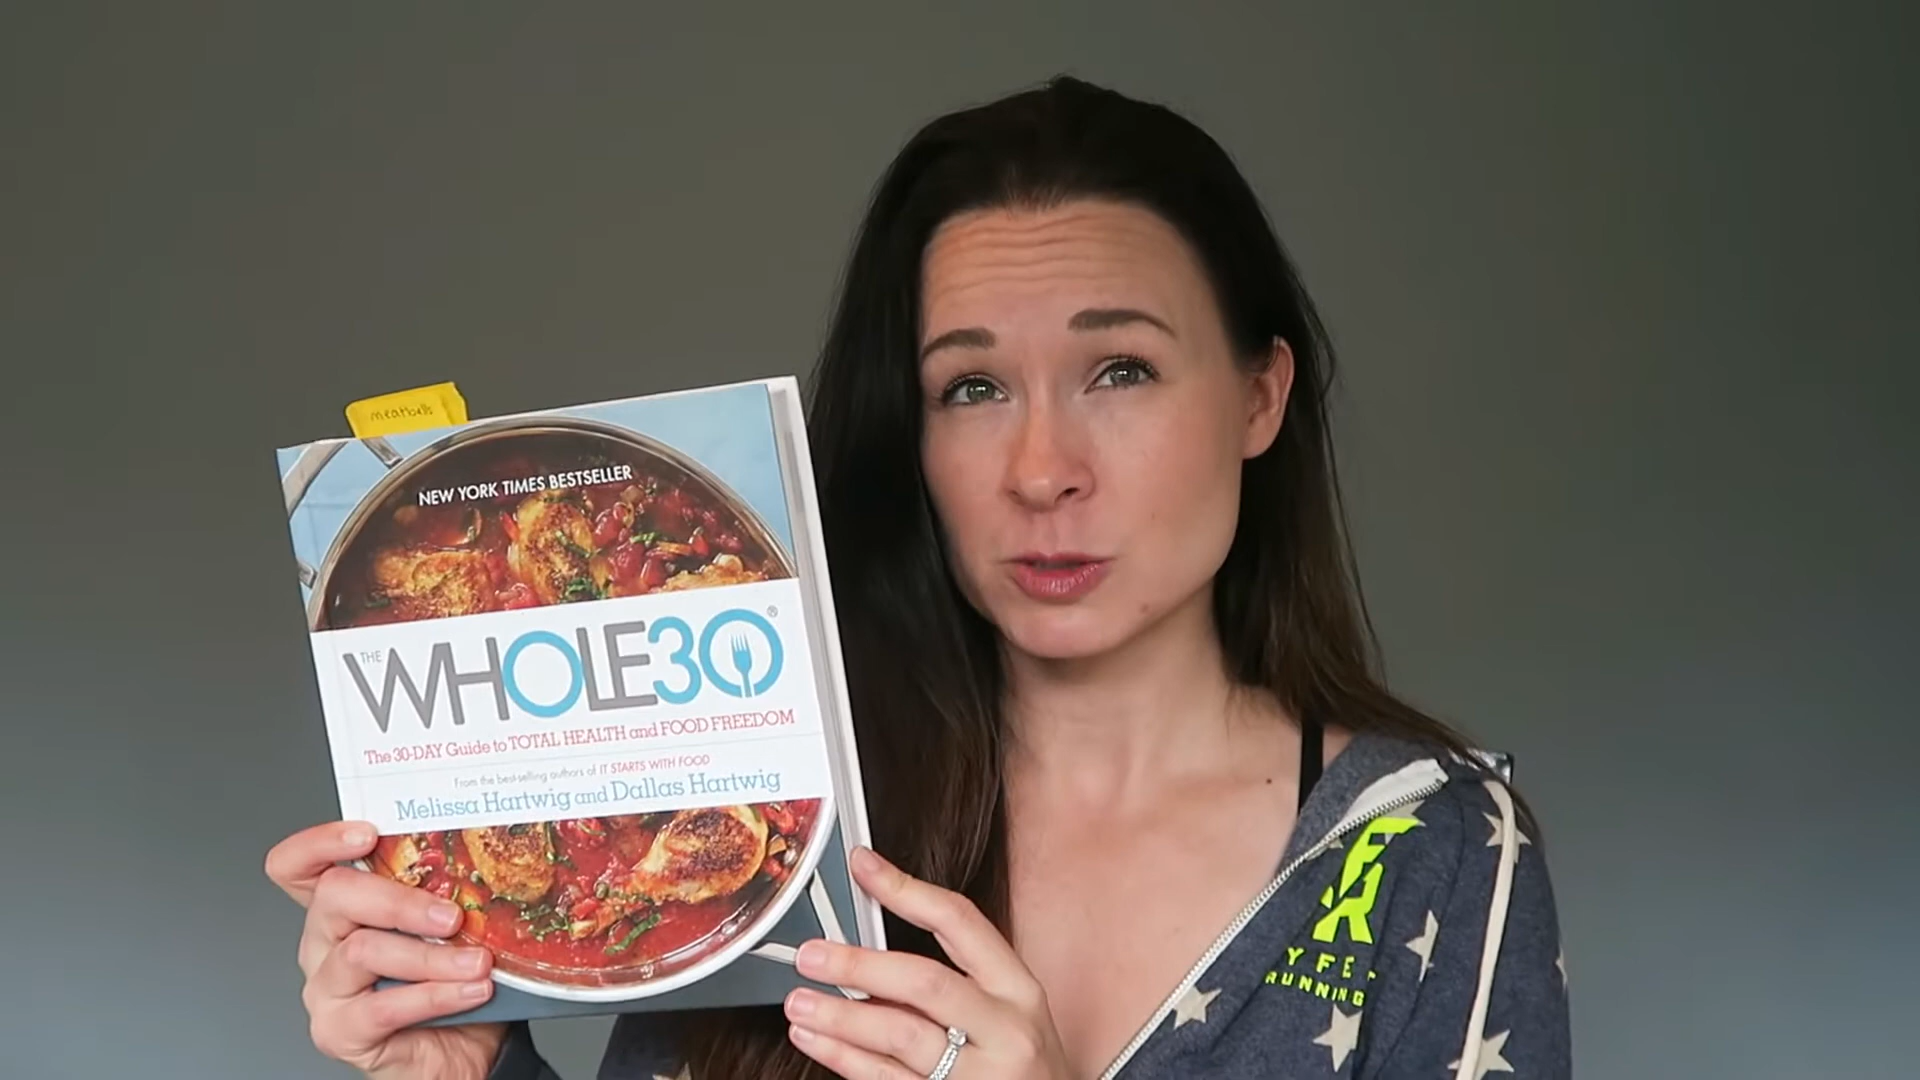 meatballs
NEW YORK TIMES BESTSELLER
THE
WHOLE30®
The 30-DAY Guide to TOTAL HEALTH and FOOD FREEDOM
From the best-selling authors of IT STARTS WITH FOOD
Melissa Hartwig and Dallas Hartwig
RUNNING